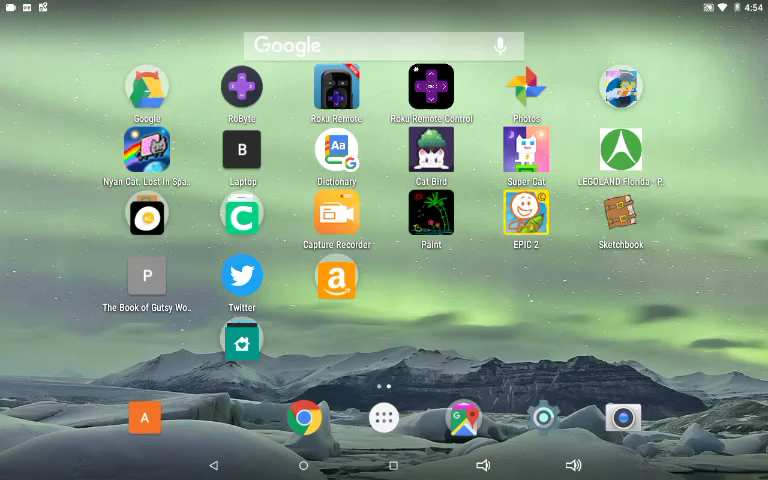 4:54
Google
Google
RoByte
Roku Remote
Roku Remote Control
Photos
Nyan Cat: Lost In Spa..
B
Laptop
Aa
Dictionary
Cat Bird
Super Cat
LEGOLAND Florida - P..
C
REC
Capture Recorder
Paint
EPIC 2
Sketchbook
P
The Book of Gutsy Wo..
Twitter
a
A
G